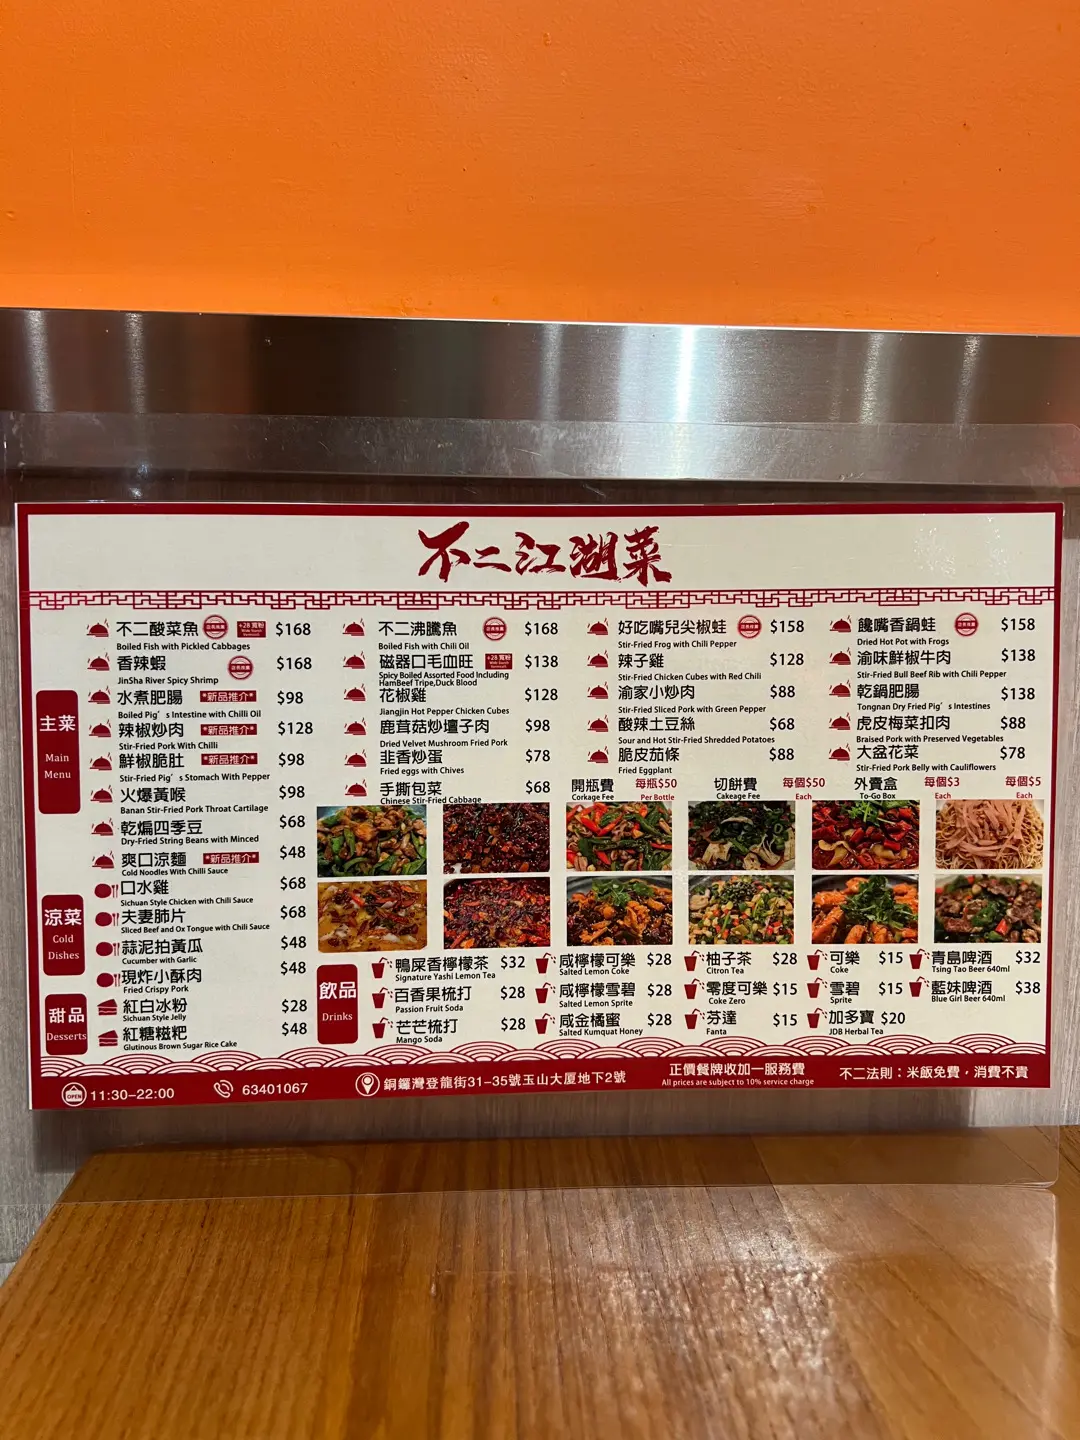 不二江湖菜
主菜
Main
Menu
不二酸菜魚 +28 寬粉 $168
Boiled Fish with Pickled Cabbages
香辣蝦 $168
JinSha River Spicy Shrimp
水煮肥腸 *新品推介* $98
Boiled Pig's Intestine with Chilli Oil
辣椒炒肉 *新品推介* $128
Stir-Fried Pork With Chilli
鮮椒脆肚 *新品推介* $98
Stir-Fried Pig's Stomach With Pepper
火爆黃喉 $98
Banan Stir-Fried Pork Throat Cartilage
乾煸四季豆 $68
Dry-Fried String Beans with Minced
爽口涼麵 *新品推介* $48
Cold Noodles With Chilli Sauce
不二沸騰魚 $168
Boiled Fish with Chili Oil
磁器口毛血旺 +28 寬粉 $138
Spicy Boiled Assorted Food Including
HamBeef Tripe,Duck Blood
花椒雞 $128
Jiangjin Hot Pepper Chicken Cubes
鹿茸菇炒壇子肉 $98
Dried Velvet Mushroom Fried Pork
韭香炒蛋 $78
Fried eggs with Chives
手撕包菜 $68
Chinese Stir-Fried Cabbage
好吃嘴兒尖椒蛙 $158
Stir-Fried Frog with Chili Pepper
辣子雞 $128
Stir-Fried Chicken Cubes with Red Chili
渝家小炒肉 $88
Stir-Fried Sliced Pork with Green Pepper
酸辣土豆絲 $68
Sour and Hot Stir-Fried Shredded Potatoes
脆皮茄條 $88
Fried Eggplant
饞嘴香鍋蛙 $158
Dried Hot Pot with Frogs
渝味鮮椒牛肉 $138
Stir-Fried Bull Beef Rib with Chili Pepper
乾鍋肥腸 $138
Tongnan Dry Fried Pig's Intestines
虎皮梅菜扣肉 $88
Braised Pork with Preserved Vegetables
大盆花菜 $78
Stir-Fried Pork Belly with Cauliflowers
開瓶費 每瓶$50 切餅費 每個$50 外賣盒 每個$3 每個$5
Corkage Fee Per Bottle Cakeage Fee Each To-Go Box Each Each
涼菜
Cold
Dishes
口水雞 $68
Sichuan Style Chicken with Chili Sauce
夫妻肺片 $68
Sliced Beef and Ox Tongue with Chili Sauce
蒜泥拍黃瓜 $48
Cucumber with Garlic
現炸小酥肉 $48
Fried Crispy Pork
甜品
Desserts
紅白冰粉 $28
Sichuan Style Jelly
紅糖糍粑 $48
Glutinous Brown Sugar Rice Cake
飲品
Drinks
鴨屎香檸檬茶 $32
Signature Yashi Lemon Tea
百香果梳打 $28
Passion Fruit Soda
芒芒梳打 $28
Mango Soda
咸檸檬可樂 $28
Salted Lemon Coke
咸檸檬雪碧 $28
Salted Lemon Sprite
咸金橘蜜 $28
Salted Kumquat Honey
柚子茶 $28
Citron Tea
零度可樂 $15
Coke Zero
芬達 $15
Fanta
可樂 $15
Coke
雪碧 $15
Sprite
加多寶 $20
JDB Herbal Tea
青島啤酒 $32
Tsing Tao Beer 640ml
藍妹啤酒 $38
Blue Girl Beer 640ml
OPEN 11:30-22:00
63401067
銅鑼灣登龍街31-35號玉山大厦地下2號
正價餐牌收加一服務費
All prices are subject to 10% service charge
不二法則：米飯免費，消費不貴